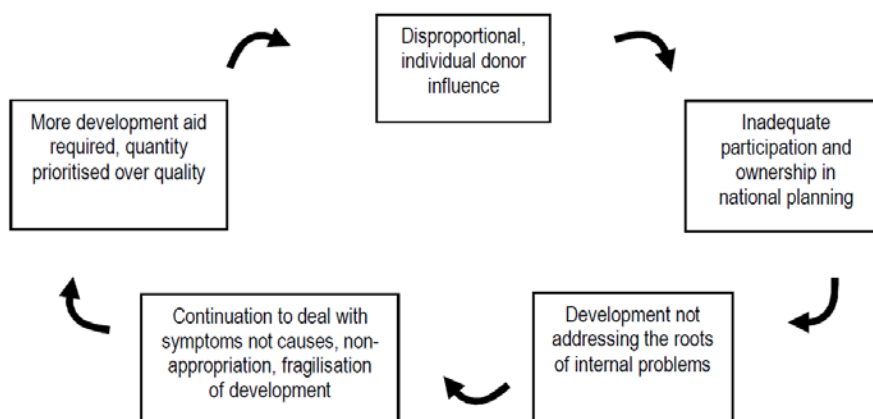 Disproportional,
individual donor
influence
Inadequate
participation and
ownership in
national planning
Development not
addressing the roots
of internal problems
Continuation to deal with
symptoms not causes, non-
appropriation, fragilisation
of development
More development aid
required, quantity
prioritised over quality